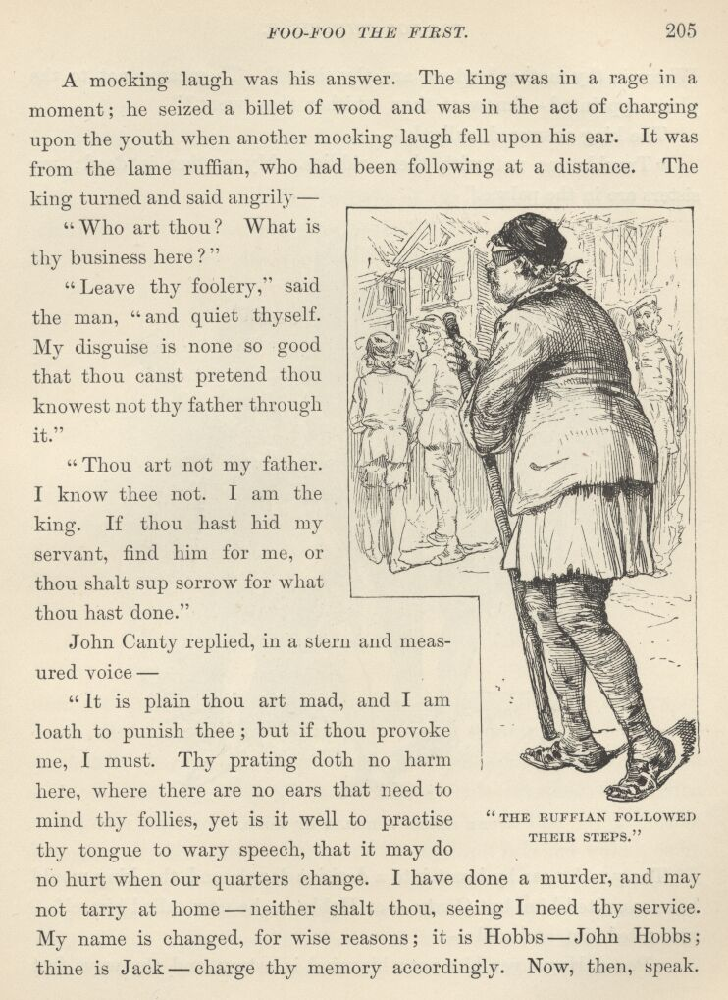 FOO-FOO THE FIRST.
205
A mocking laugh was his answer. The king was in a rage in a
moment; he seized a billet of wood and was in the act of charging
upon the youth when another mocking laugh fell upon his ear. It was
from the lame ruffian, who had been following at a distance. The
king turned and said angrily —
“Who art thou? What is
thy business here?”
“Leave thy foolery,” said
the man, “and quiet thyself.
My disguise is none so good
that thou canst pretend thou
knowest not thy father through
it.”
“Thou art not my father.
I know thee not. I am the
king. If thou hast hid my
servant, find him for me, or
thou shalt sup sorrow for what
thou hast done.”
John Canty replied, in a stern and meas-
ured voice —
“It is plain thou art mad, and I am
loath to punish thee; but if thou provoke
me, I must. Thy prating doth no harm
here, where there are no ears that need to
mind thy follies, yet is it well to practise
thy tongue to wary speech, that it may do
no hurt when our quarters change. I have done a murder, and may
not tarry at home — neither shalt thou, seeing I need thy service.
My name is changed, for wise reasons; it is Hobbs — John Hobbs;
thine is Jack — charge thy memory accordingly. Now, then, speak.
“THE RUFFIAN FOLLOWED
THEIR STEPS.”